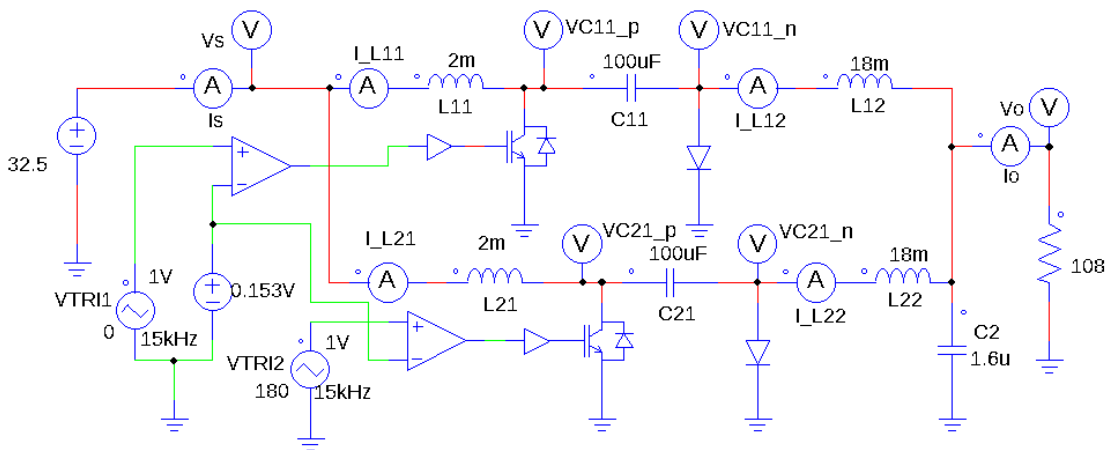 Vs
V
I_L11
A
2m
L11
VC11_p
V
100uF
C11
VC11_n
V
A
I_L12
18m
L12
A
Is
32.5
Vo
V
A
Io
108
I_L21
A
2m
L21
VC21_p
V
100uF
C21
VC21_n
V
A
I_L22
18m
L22
VTRI1
1V
0
15kHz
0.153V
VTRI2
1V
180
15kHz
C2
1.6u